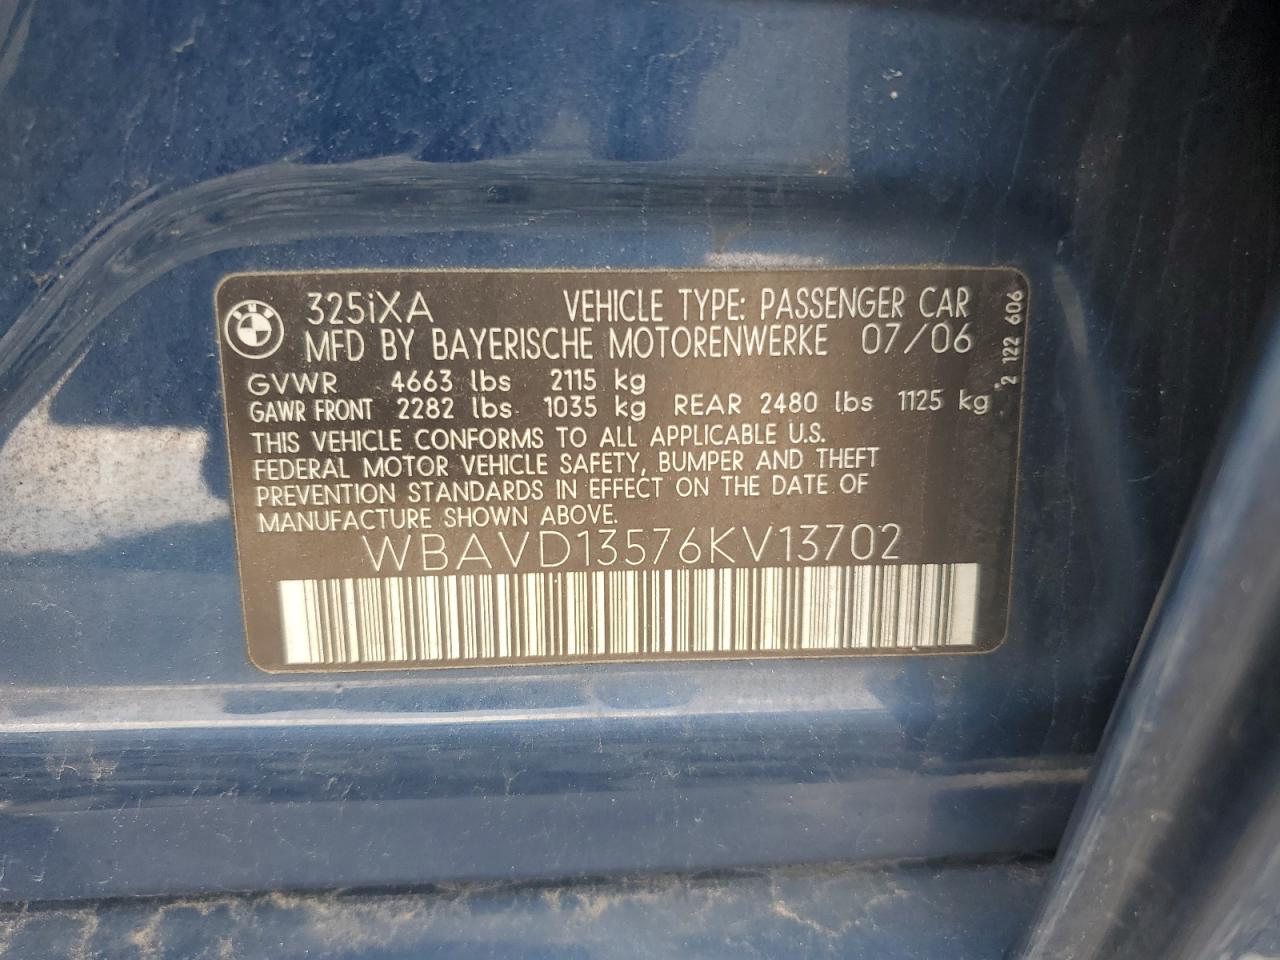 325iXA VEHICLE TYPE: PASSENGER CAR
MFD BY BAYERISCHE MOTORENWERKE 07/06
GVWR 4663 lbs 2115 kg
GAWR FRONT 2282 lbs 1035 kg REAR 2480 lbs 1125 kg
THIS VEHICLE CONFORMS TO ALL APPLICABLE U.S.
FEDERAL MOTOR VEHICLE SAFETY, BUMPER AND THEFT
PREVENTION STANDARDS IN EFFECT ON THE DATE OF
MANUFACTURE SHOWN ABOVE.
WBAVD13576KV13702
2 122 606